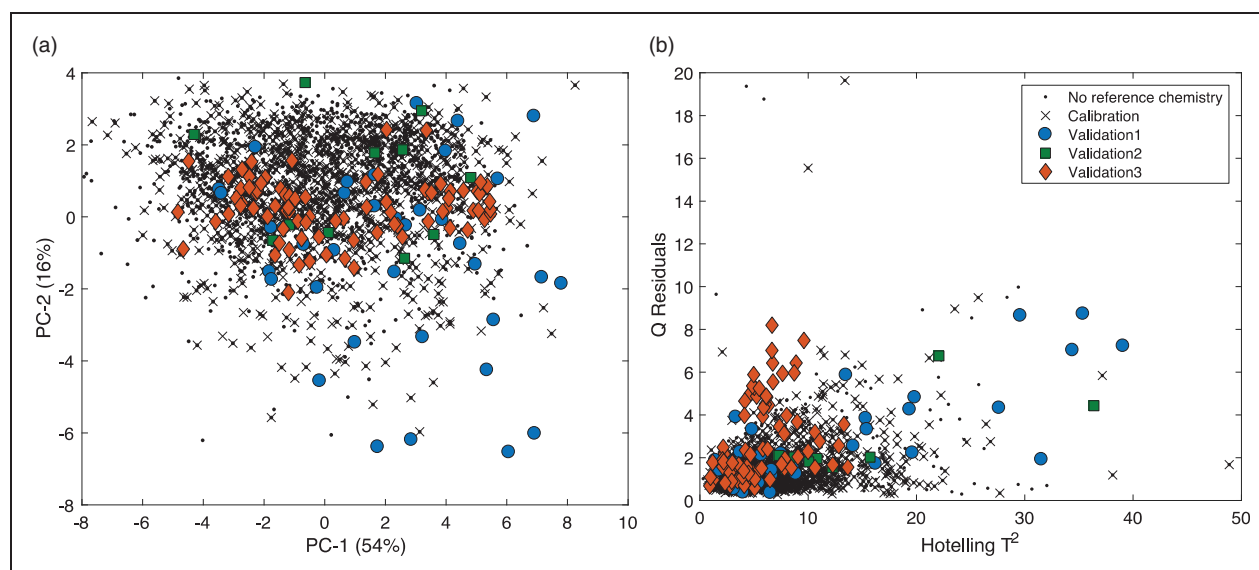 (a)
4
2
0
-2
-4
-6
-8
PC-2 (16%)
-8 -6 -4 -2 0 2 4 6 8 10
PC-1 (54%)
(b)
20
18
16
14
12
10
8
6
4
2
0
Q Residuals
0 10 20 30 40 50
Hotelling T²
No reference chemistry
Calibration
Validation1
Validation2
Validation3